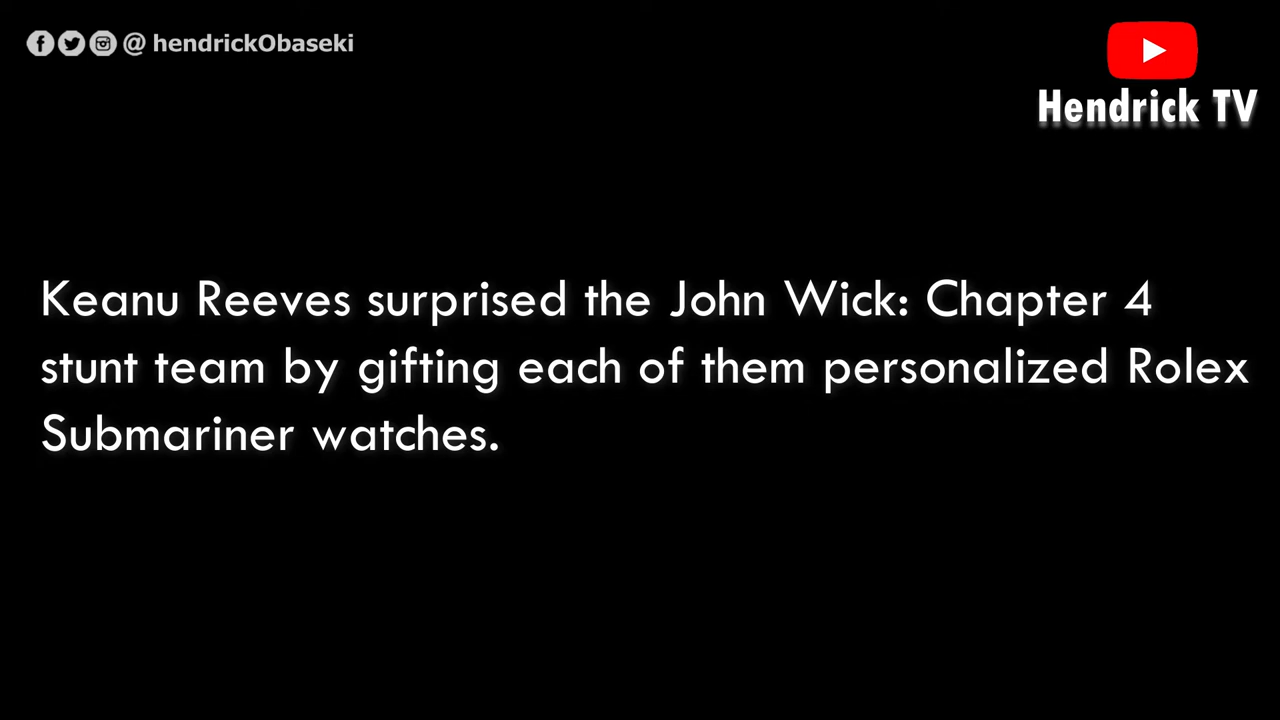 @ hendrickObaseki
Hendrick TV
Keanu Reeves surprised the John Wick: Chapter 4
stunt team by gifting each of them personalized Rolex
Submariner watches.